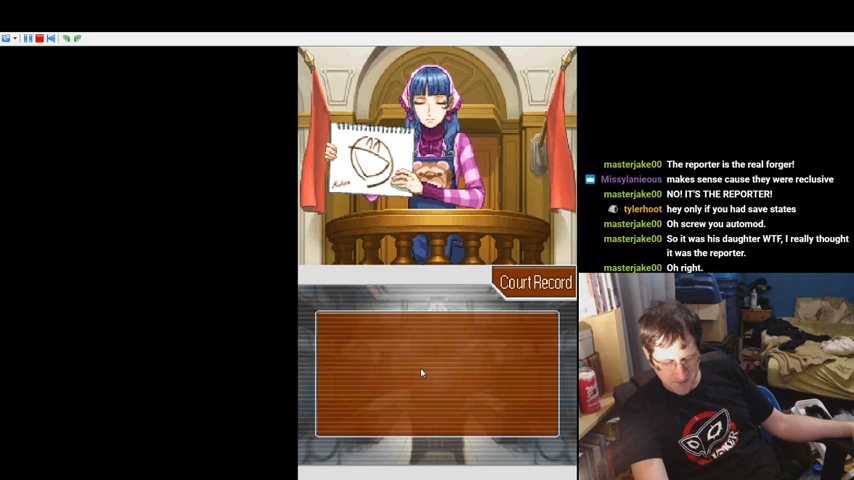 Court Record
masterjake00 The reporter is the real forger!
Missylanieous makes sense cause they were reclusive
masterjake00 NO! IT'S THE REPORTER!
tylerhoot hey only if you had save states
masterjake00 Oh screw you automod.
masterjake00 So it was his daughter WTF, I really thought
it was the reporter.
masterjake00 Oh right.